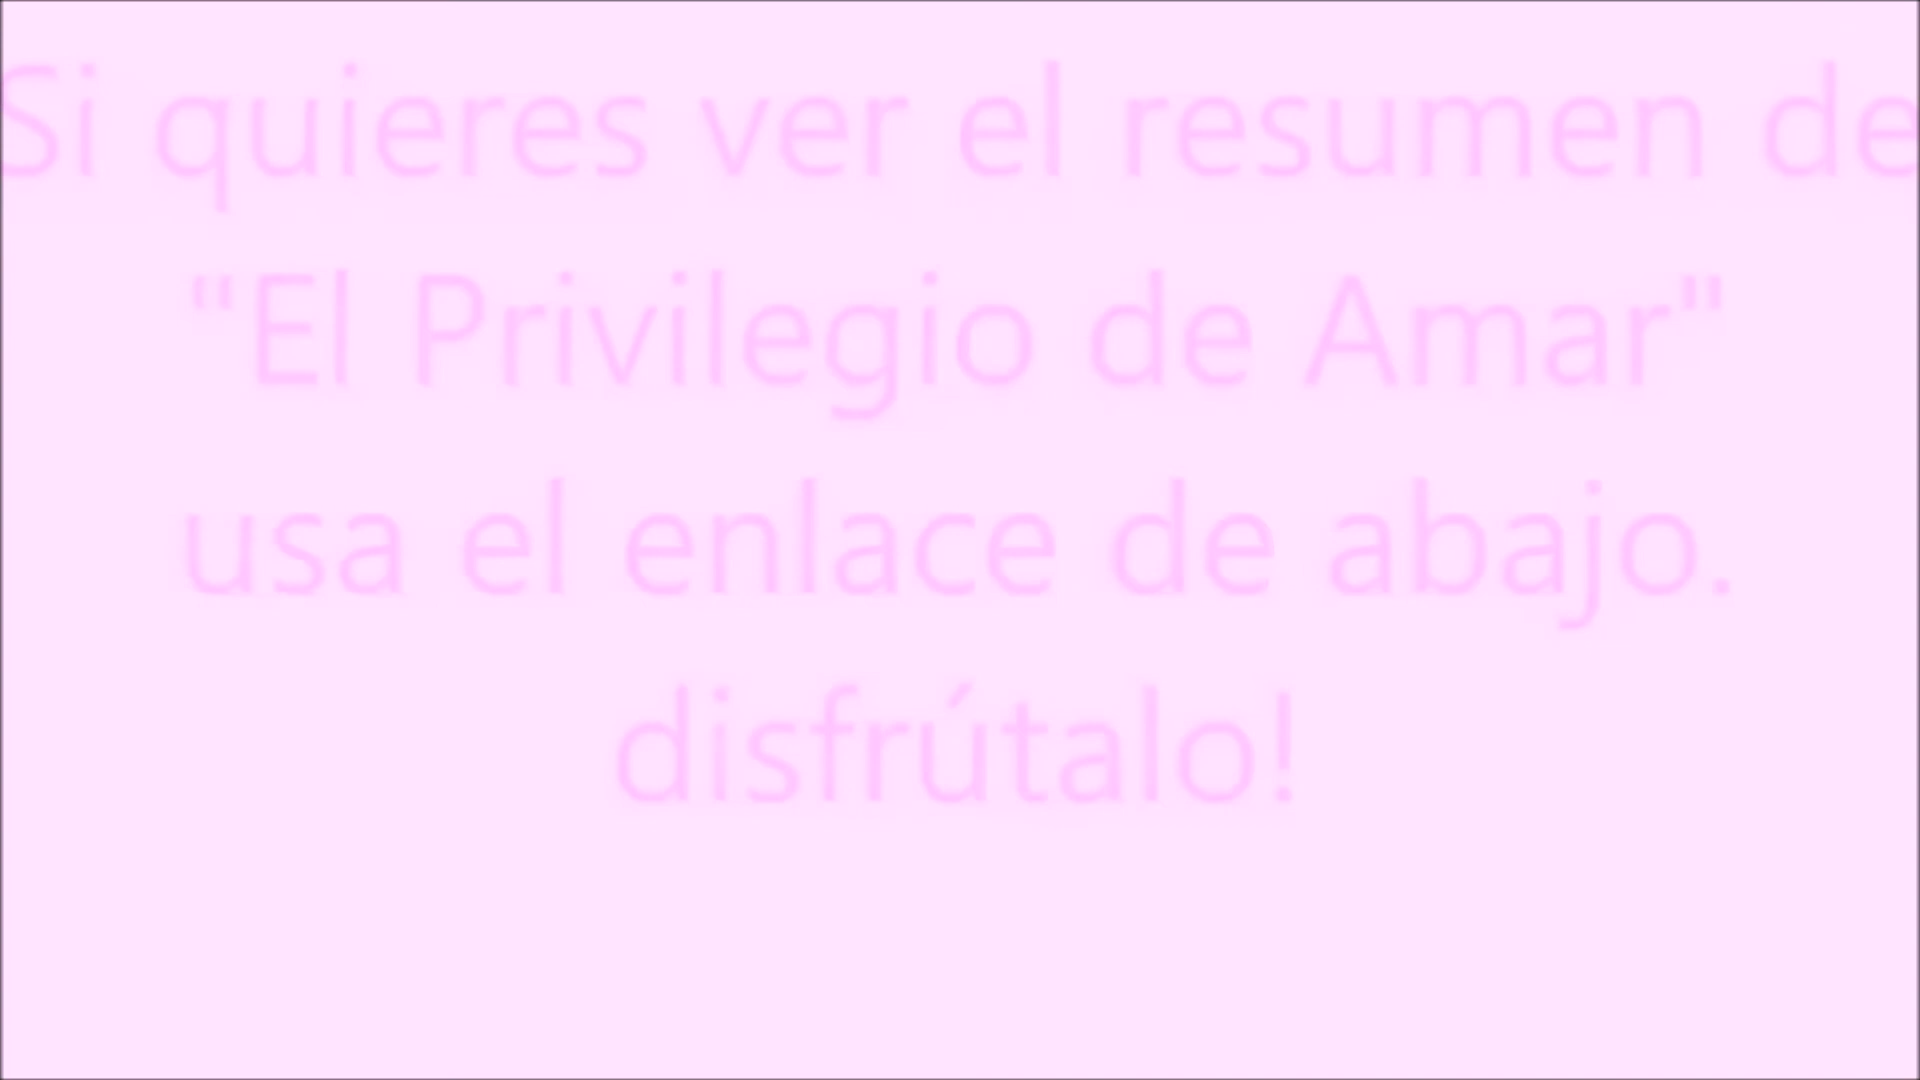 Si quieres ver el resumen de
"El Privilegio de Amar"
usa el enlace de abajo.
disfrútalo!